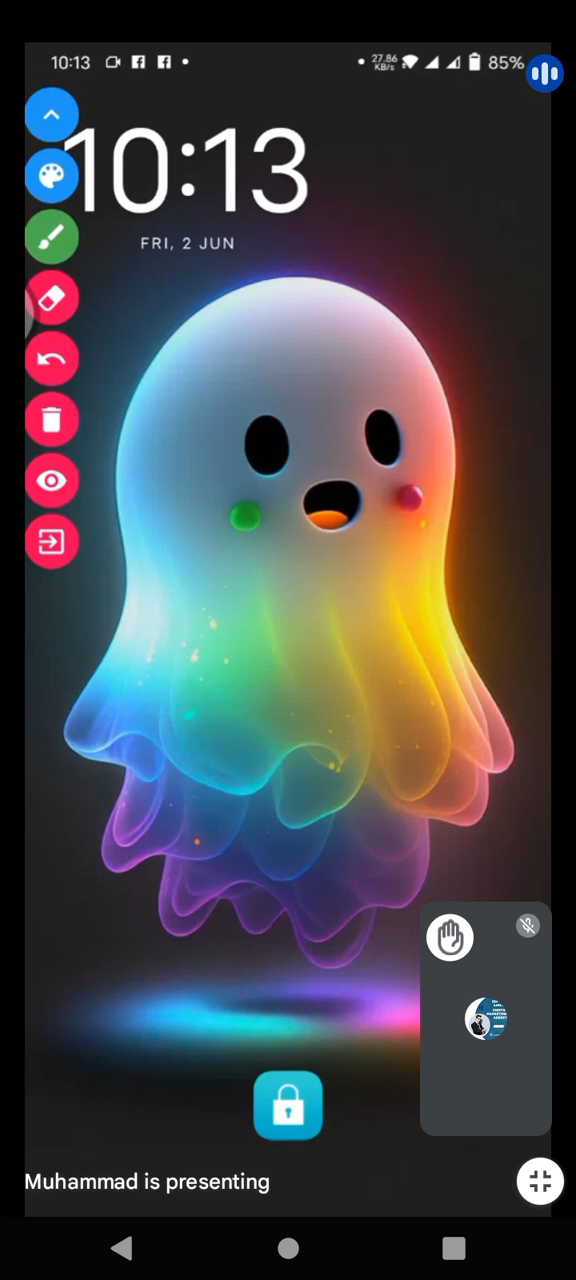 10:13
27.86
KB/s
85%
10:13
FRI, 2 JUN
Muhammad is presenting